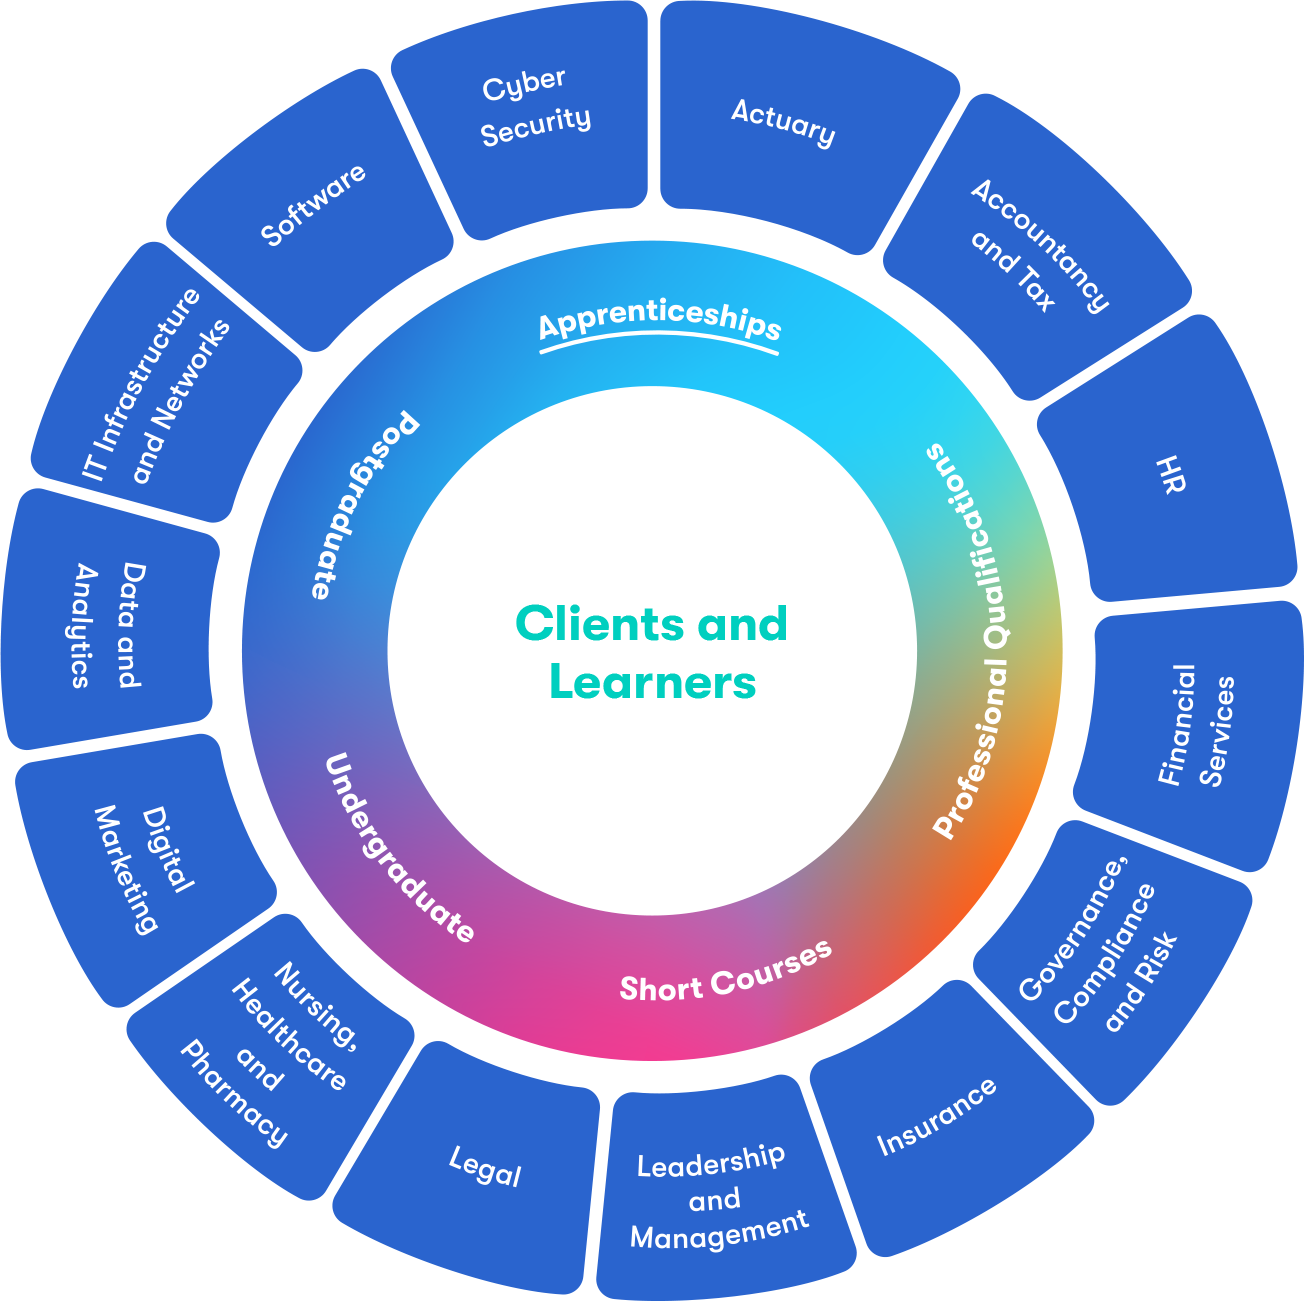 Clients and
Learners
Apprenticeships
Professional Qualifications
Short Courses
Undergraduate
Postgraduate
Actuary
Accountancy
and Tax
HR
Financial
Services
Governance,
Compliance
and Risk
Insurance
Leadership
and
Management
Legal
Nursing,
Healthcare
and
Pharmacy
Digital
Marketing
Data and
Analytics
IT Infrastructure
and Networks
Software
Cyber
Security